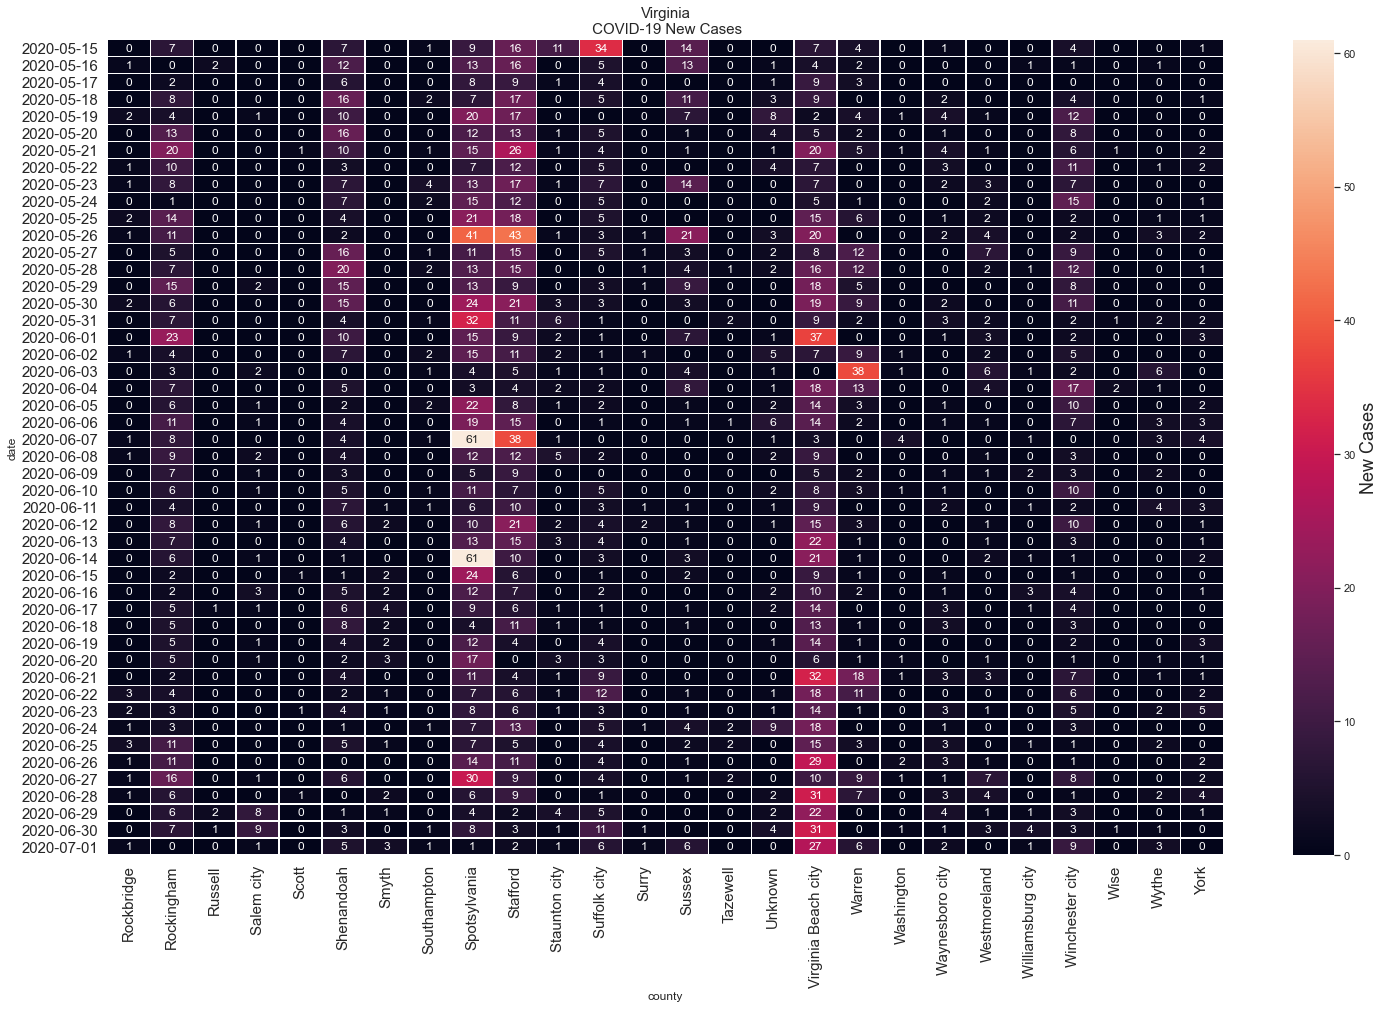 Virginia
COVID-19 New Cases
2020-05-15 0 7 0 0 0 7 0 1 9 16 11 34 0 14 0 0 7 4 0 1 0 0 4 0 0 1
2020-05-16 1 0 2 0 0 12 0 0 13 16 0 5 0 13 0 1 4 2 0 0 0 1 1 0 1 0
2020-05-17 0 2 0 0 0 6 0 0 8 9 1 4 0 0 0 1 9 3 0 0 0 0 0 0 0 0
2020-05-18 0 8 0 0 0 16 0 2 7 17 0 5 0 11 0 3 9 0 0 2 0 0 4 0 0 1
2020-05-19 2 4 0 1 0 10 0 0 20 17 0 0 0 7 0 8 2 4 1 4 1 0 12 0 0 0
2020-05-20 0 13 0 0 0 16 0 0 12 13 1 5 0 1 0 4 5 2 0 1 0 0 8 0 0 0
2020-05-21 0 20 0 0 1 10 0 1 15 26 1 4 0 1 0 1 20 5 1 4 1 0 6 1 0 2
2020-05-22 1 10 0 0 0 3 0 0 7 12 0 5 0 0 0 4 7 0 0 3 0 0 11 0 1 2
2020-05-23 1 8 0 0 0 7 0 4 13 17 1 7 0 14 0 0 7 0 0 2 3 0 7 0 0 0
2020-05-24 0 1 0 0 0 7 0 2 15 12 0 5 0 0 0 0 5 1 0 0 2 0 15 0 0 1
2020-05-25 2 14 0 0 0 4 0 0 21 18 0 5 0 0 0 0 15 6 0 1 2 0 2 0 1 1
2020-05-26 1 11 0 0 0 2 0 0 41 43 1 3 1 21 0 3 20 0 0 2 4 0 2 0 3 2
2020-05-27 0 5 0 0 0 16 0 1 11 15 0 5 1 3 0 2 8 12 0 0 7 0 9 0 0 0
2020-05-28 0 7 0 0 0 20 0 2 13 15 0 0 1 4 1 2 16 12 0 0 2 1 12 0 0 1
2020-05-29 0 15 0 2 0 15 0 0 13 9 0 3 1 9 0 0 18 5 0 0 0 0 8 0 0 0
2020-05-30 2 6 0 0 0 15 0 0 24 21 3 3 0 3 0 0 19 9 0 2 0 0 11 0 0 0
2020-05-31 0 7 0 0 0 4 0 1 32 11 6 1 0 0 2 0 9 2 0 3 2 0 2 1 2 2
2020-06-01 0 23 0 0 0 10 0 0 15 9 2 1 0 7 0 1 37 0 0 1 3 0 2 0 0 3
2020-06-02 1 4 0 0 0 7 0 2 15 11 2 1 1 0 0 5 7 9 1 0 2 0 5 0 0 0
2020-06-03 0 3 0 2 0 0 0 1 4 5 1 1 0 4 0 1 0 38 1 0 6 1 2 0 6 0
2020-06-04 0 7 0 0 0 5 0 0 3 4 2 2 0 8 0 0 18 13 0 0 4 0 17 2 1 0
2020-06-05 0 6 0 1 0 2 0 2 22 8 1 2 0 1 0 2 14 3 0 1 0 0 10 0 0 2
2020-06-06 0 11 0 1 0 4 0 0 19 15 0 0 0 1 1 6 14 2 0 1 1 0 7 0 3 3
2020-06-07 1 8 0 0 0 4 0 1 61 38 1 0 0 0 0 1 3 0 4 0 0 1 0 0 3 4
2020-06-08 1 9 0 2 0 4 0 0 12 12 5 2 0 0 0 2 9 0 0 0 1 0 3 0 0 0
2020-06-09 0 7 0 1 0 3 0 0 5 9 0 0 0 0 0 0 5 2 0 1 1 2 3 0 2 0
2020-06-10 0 6 0 1 0 5 0 1 11 7 0 5 0 0 0 2 8 3 1 1 0 0 10 0 0 0
2020-06-11 0 4 0 0 0 7 1 1 6 10 0 3 1 1 0 1 9 0 0 2 0 1 2 0 4 3
2020-06-12 0 8 0 1 0 6 2 0 10 21 2 4 2 1 0 1 15 3 0 0 1 0 10 0 0 1
2020-06-13 0 7 0 0 0 4 0 0 13 15 3 4 0 1 0 0 22 1 0 0 1 0 3 0 0 1
2020-06-14 0 6 0 1 0 1 0 0 61 10 0 3 0 3 0 0 21 1 0 0 2 1 1 0 0 2
2020-06-15 0 2 0 0 1 1 2 0 24 6 0 1 0 2 0 0 9 1 0 1 0 0 1 0 0 0
2020-06-16 0 2 0 3 0 5 2 0 12 7 0 2 0 0 0 2 10 2 0 1 0 3 4 0 0 1
2020-06-17 0 5 1 1 0 6 4 0 9 6 1 1 0 1 0 2 14 0 0 3 0 1 4 0 0 0
2020-06-18 0 5 0 0 0 8 2 0 4 11 1 1 0 1 0 0 13 1 0 3 0 0 3 0 0 0
2020-06-19 0 5 0 1 0 4 2 0 12 4 0 4 0 0 0 1 14 1 0 0 0 0 2 0 0 3
2020-06-20 0 5 0 1 0 2 3 0 17 0 3 3 0 0 0 0 6 1 1 0 1 0 1 0 1 1
2020-06-21 0 2 0 0 0 4 0 0 11 4 1 9 0 0 0 0 32 18 1 3 3 0 7 0 1 1
2020-06-22 3 4 0 0 0 2 1 0 7 6 1 12 0 1 0 1 18 11 0 0 0 0 6 0 0 2
2020-06-23 2 3 0 0 1 4 1 0 8 6 1 3 0 1 0 1 14 1 0 3 1 0 5 0 2 5
2020-06-24 1 3 0 0 0 1 0 1 7 13 0 5 1 4 2 9 18 0 0 1 0 0 3 0 0 0
2020-06-25 3 11 0 0 0 5 1 0 7 5 0 4 0 2 2 0 15 3 0 3 0 1 1 0 2 0
2020-06-26 1 11 0 0 0 0 0 0 14 11 0 4 0 1 0 0 29 0 2 3 1 0 0 0 0 2
2020-06-27 1 16 0 1 0 6 0 0 30 9 0 4 0 1 2 0 10 9 1 1 7 0 8 0 1 0
2020-06-28 1 6 0 0 1 0 2 0 6 9 0 1 0 0 0 2 31 7 0 3 4 0 1 0 2 4
2020-06-29 0 6 2 8 0 1 1 0 4 2 4 5 0 0 0 2 22 0 0 4 1 1 3 0 0 1
2020-06-30 0 7 1 9 0 3 0 1 8 3 1 11 1 0 0 4 31 0 1 1 3 4 3 1 1 0
2020-07-01 1 0 0 1 0 5 3 1 1 2 1 6 1 6 0 0 27 6 0 2 0 1 9 0 3 0
Rockbridge
Rockingham
Russell
Salem city
Scott
Shenandoah
Smyth
Southampton
Spotsylvania
Stafford
Staunton city
Suffolk city
Surry
Sussex
Tazewell
Unknown
Virginia Beach city
Warren
Washington
Waynesboro city
Westmoreland
Williamsburg city
Winchester city
Wise
Wythe
York
county
date
60
50
40
30
20
10
0
New Cases